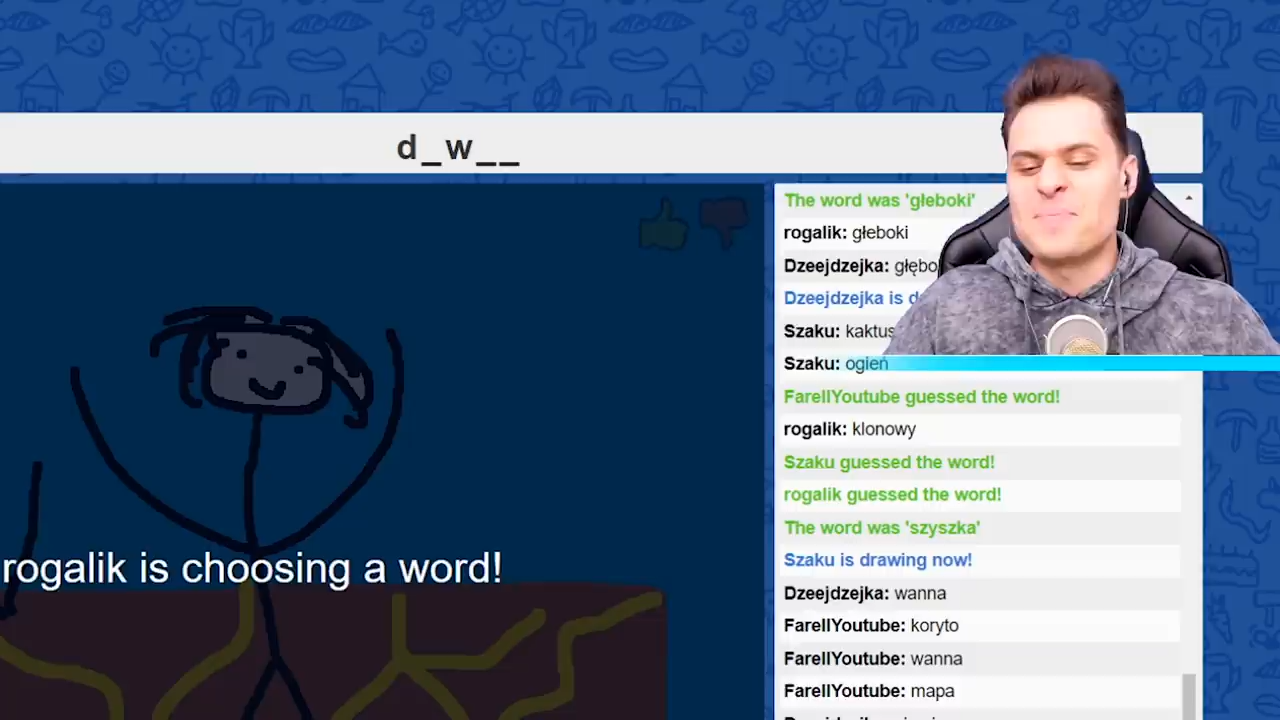 d_w__
The word was 'głeboki'
rogalik: głeboki
Dzeejdzejka: głębo
Dzeejdzejka is d
Szaku: kaktus
Szaku: ogień
FarellYoutube guessed the word!
rogalik: klonowy
Szaku guessed the word!
rogalik guessed the word!
The word was 'szyszka'
Szaku is drawing now!
rogalik is choosing a word!
Dzeejdzejka: wanna
FarellYoutube: koryto
FarellYoutube: wanna
FarellYoutube: mapa